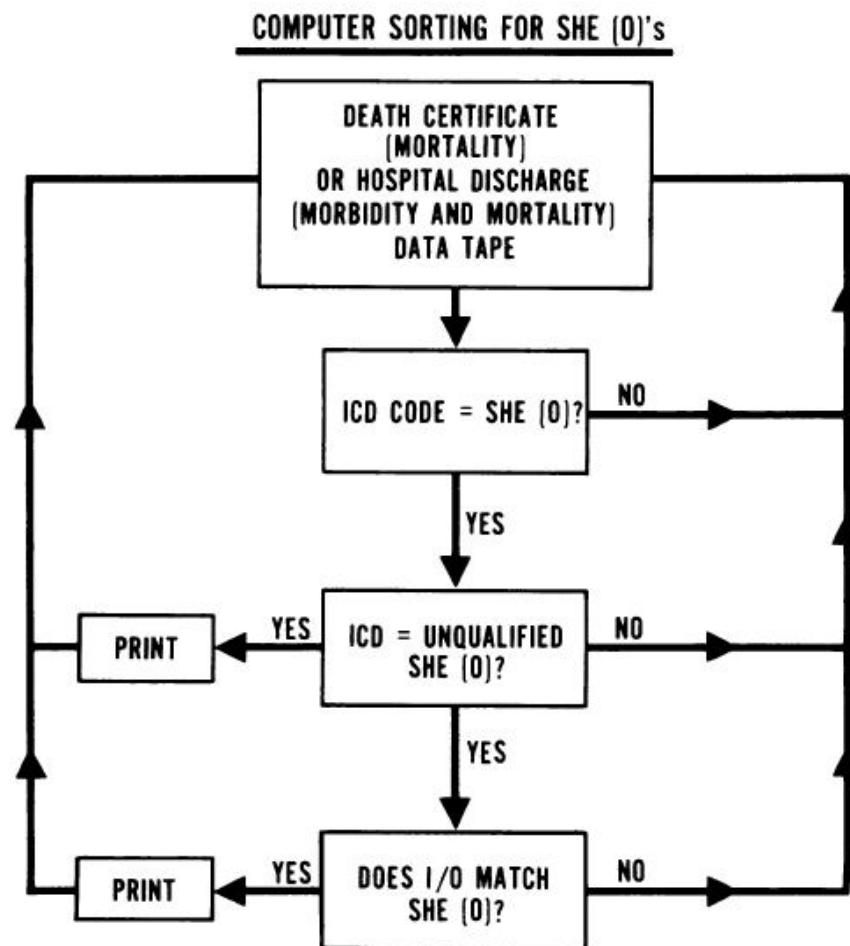 COMPUTER SORTING FOR SHE (O)'s
DEATH CERTIFICATE
(MORTALITY)
OR HOSPITAL DISCHARGE
(MORBIDITY AND MORTALITY)
DATA TAPE
ICD CODE = SHE (O)?
NO
YES
PRINT
YES
ICD = UNQUALIFIED
SHE (O)?
NO
YES
PRINT
YES
DOES I/O MATCH
SHE (O)?
NO